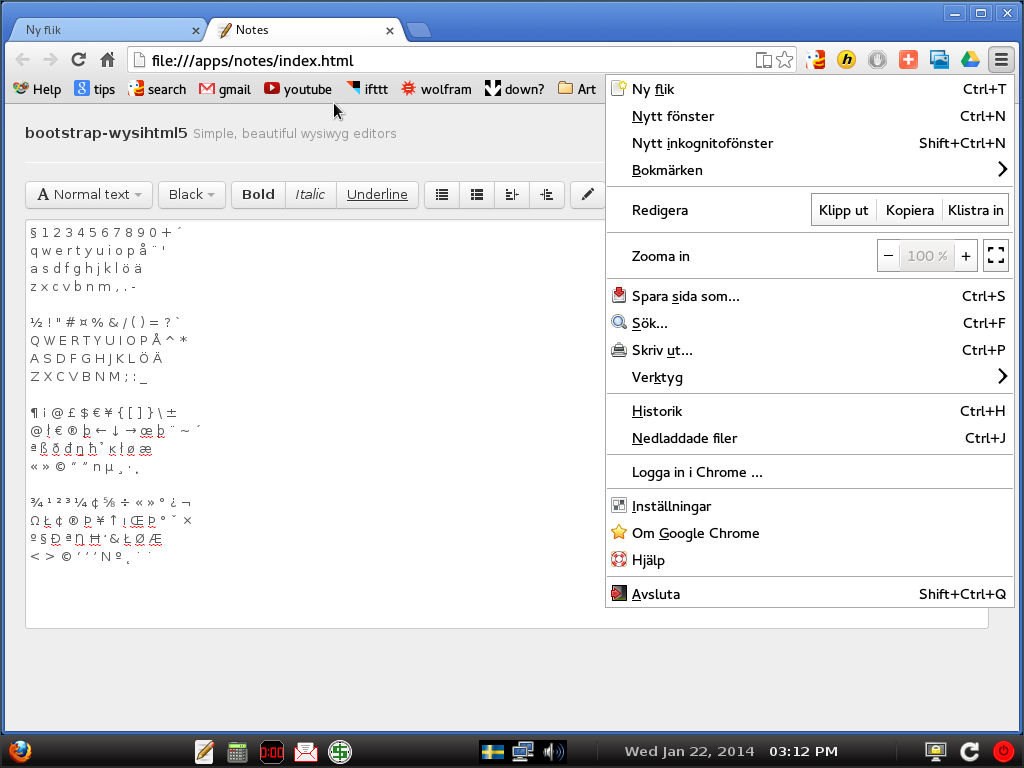 Ny flik
Notes
file:///apps/notes/index.html
Help tips search gmail youtube ifttt wolfram down? Art
bootstrap-wysihtml5 Simple, beautiful wysiwyg editors
A Normal text Black Bold Italic Underline
§ 1 2 3 4 5 6 7 8 9 0 + ´
q w e r t y u i o p å ¨ '
a s d f g h j k l ö ä
z x c v b n m , . -
½ ! " # ¤ % & / ( ) = ? `
Q W E R T Y U I O P Å ^ *
A S D F G H J K L Ö Ä
Z X C V B N M ; : _
¶ ¡ @ £ $ € ¥ { [ ] } \ ±
@ ł € ® þ ← ↓ → œ þ ¨ ~ ´
ª ß ð đ ŋ ħ ̉ ĸ ł ø æ
« » © “ ” n µ ¸ · ̣
¾ ¹ ² ³ ¼ ¢ ⅝ ÷ « » ° ¿ ¬
Ω Ł ¢ ® Þ ¥ ↑ ı Œ Þ ° ˇ ×
º § Ð ª Ŋ Ħ ̛ & Ł Ø Æ
< > © ‘ ’ ‘ N º ˛ ˙ ˙
Ny flik Ctrl+T
Nytt fönster Ctrl+N
Nytt inkognitofönster Shift+Ctrl+N
Bokmärken
Redigera Klipp ut Kopiera Klistra in
Zooma in − 100 % +
Spara sida som... Ctrl+S
Sök... Ctrl+F
Skriv ut... Ctrl+P
Verktyg
Historik Ctrl+H
Nedladdade filer Ctrl+J
Logga in i Chrome ...
Inställningar
Om Google Chrome
Hjälp
Avsluta Shift+Ctrl+Q
0:00
Wed Jan 22, 2014 03:12 PM